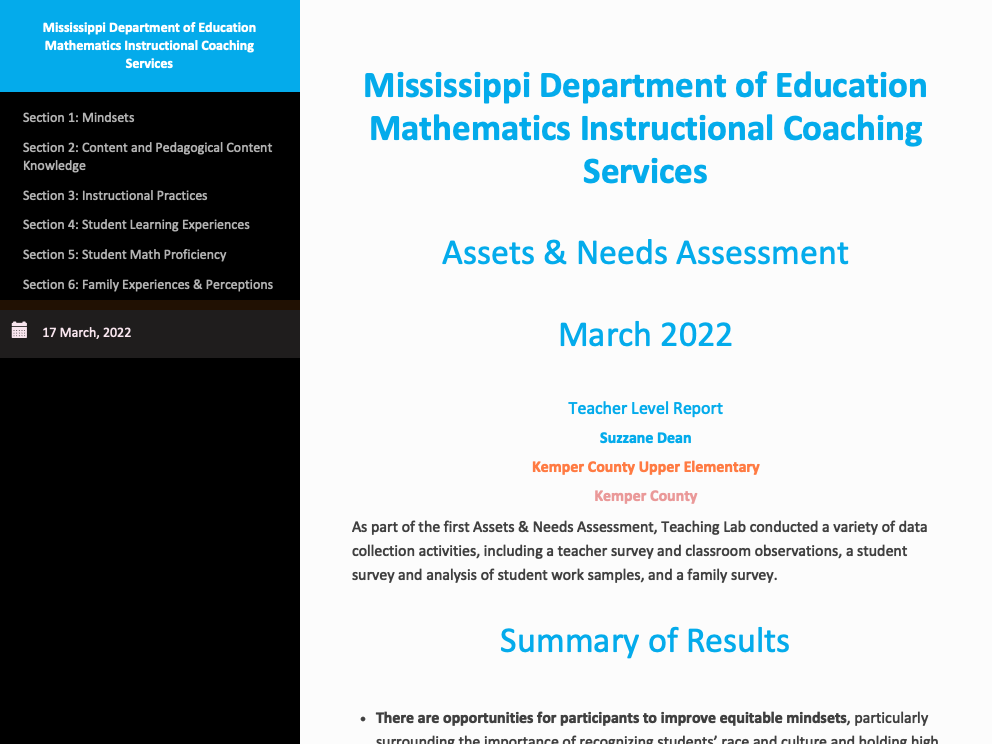 Mississippi Department of Education
Mathematics Instructional Coaching
Services
Section 1: Mindsets
Section 2: Content and Pedagogical Content
Knowledge
Section 3: Instructional Practices
Section 4: Student Learning Experiences
Section 5: Student Math Proficiency
Section 6: Family Experiences & Perceptions
17 March, 2022
Mississippi Department of Education
Mathematics Instructional Coaching
Services
Assets & Needs Assessment
March 2022
Teacher Level Report
Suzzane Dean
Kemper County Upper Elementary
Kemper County
As part of the first Assets & Needs Assessment, Teaching Lab conducted a variety of data
collection activities, including a teacher survey and classroom observations, a student
survey and analysis of student work samples, and a family survey.
Summary of Results
• There are opportunities for participants to improve equitable mindsets, particularly
surrounding the importance of recognizing students' race and culture and holding high